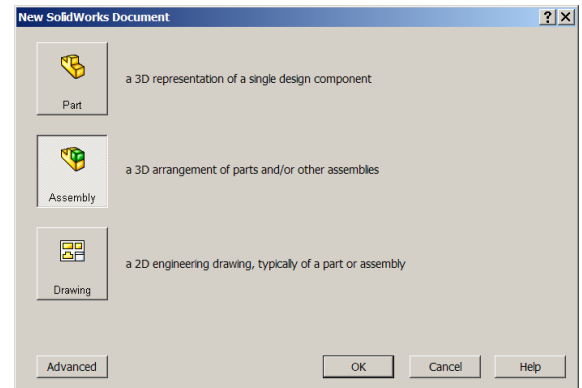 New SolidWorks Document
? X
Part
a 3D representation of a single design component
Assembly
a 3D arrangement of parts and/or other assemblies
Drawing
a 2D engineering drawing, typically of a part or assembly
Advanced OK Cancel Help